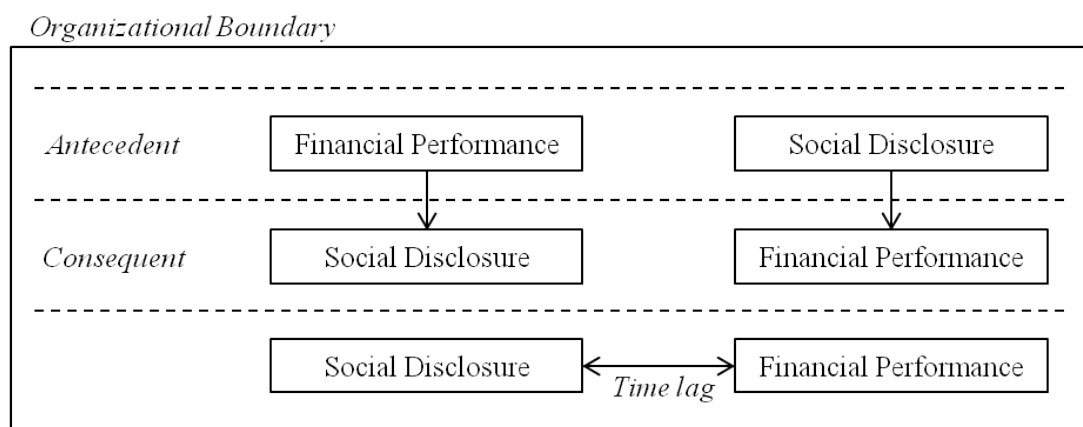 Organizational Boundary
Antecedent
Financial Performance
Social Disclosure
Consequent
Social Disclosure
Financial Performance
Social Disclosure
Time lag
Financial Performance